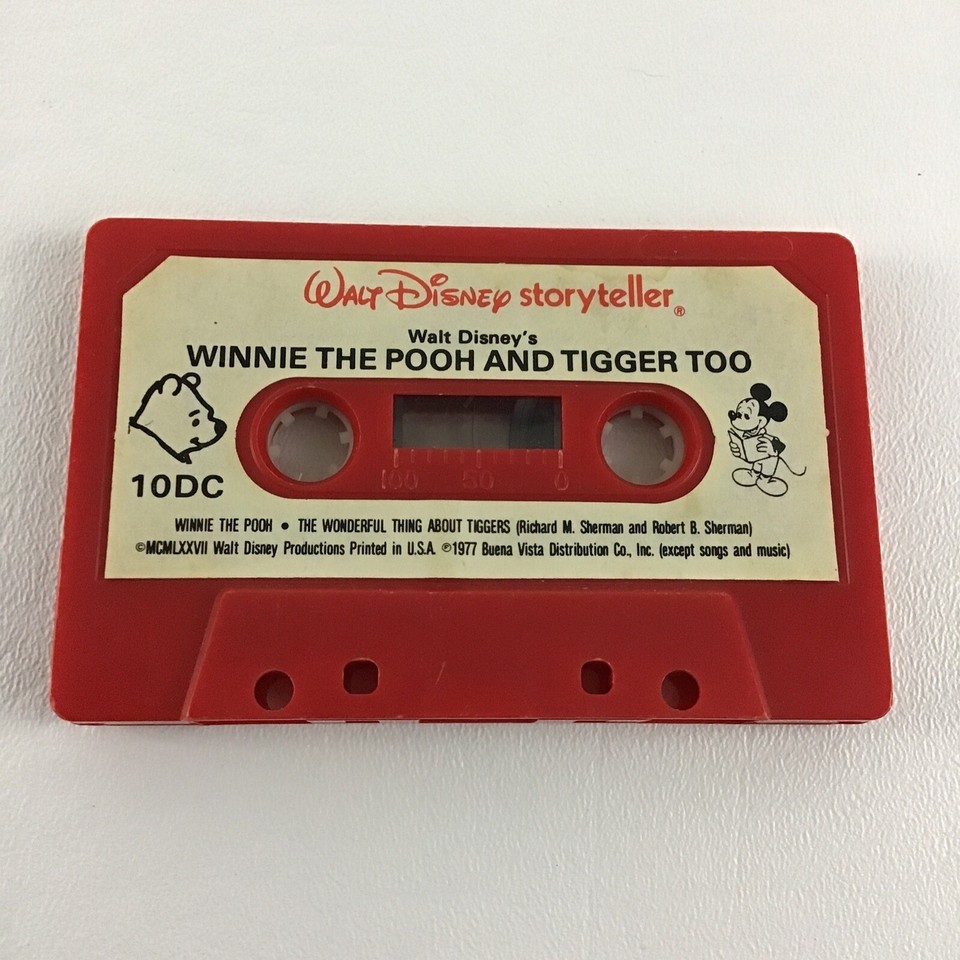 WALT DISNEY storyteller®
Walt Disney's
WINNIE THE POOH AND TIGGER TOO
100 50 0
10DC
WINNIE THE POOH • THE WONDERFUL THING ABOUT TIGGERS (Richard M. Sherman and Robert B. Sherman)
©MCMLXXVII Walt Disney Productions Printed in U.S.A. ℗1977 Buena Vista Distribution Co., Inc. (except songs and music)